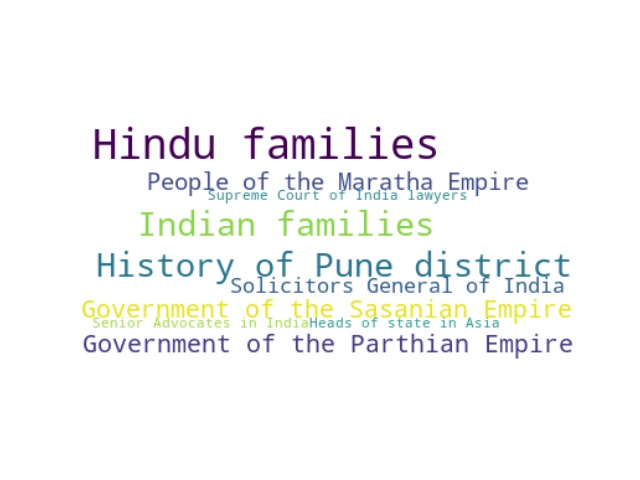 Hindu families
People of the Maratha Empire
Supreme Court of India lawyers
Indian families
History of Pune district
Solicitors General of India
Government of the Sasanian Empire
Senior Advocates in India
Heads of state in Asia
Government of the Parthian Empire